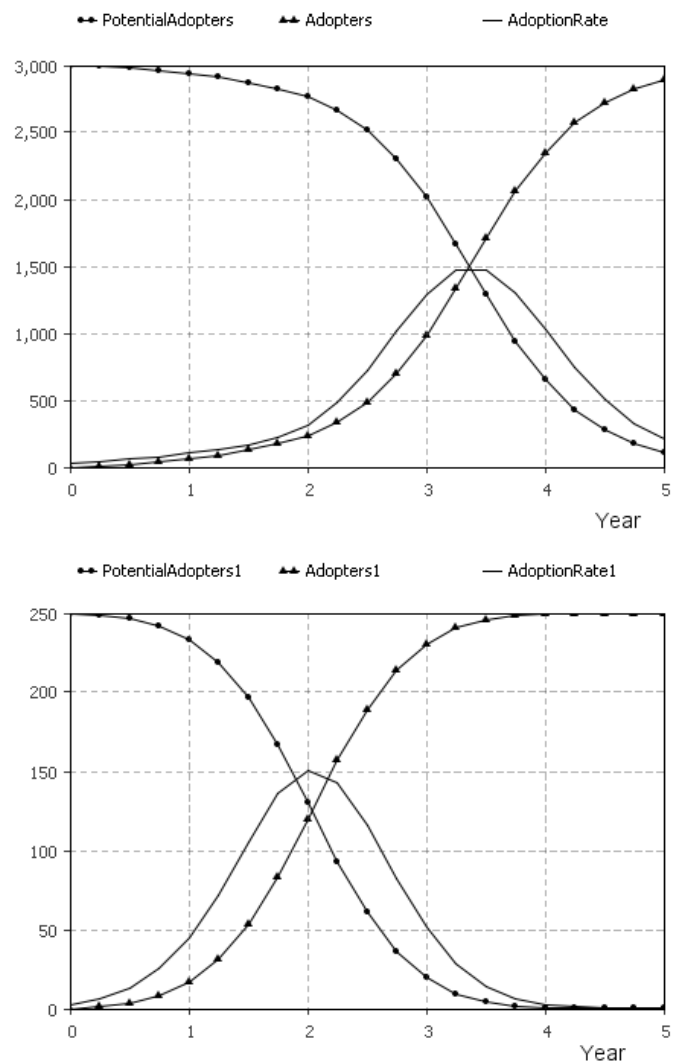 PotentialAdopters Adopters AdoptionRate
3,000
2,500
2,000
1,500
1,000
500
0
0 1 2 3 4 5
Year
PotentialAdopters1 Adopters1 AdoptionRate1
250
200
150
100
50
0
0 1 2 3 4 5
Year